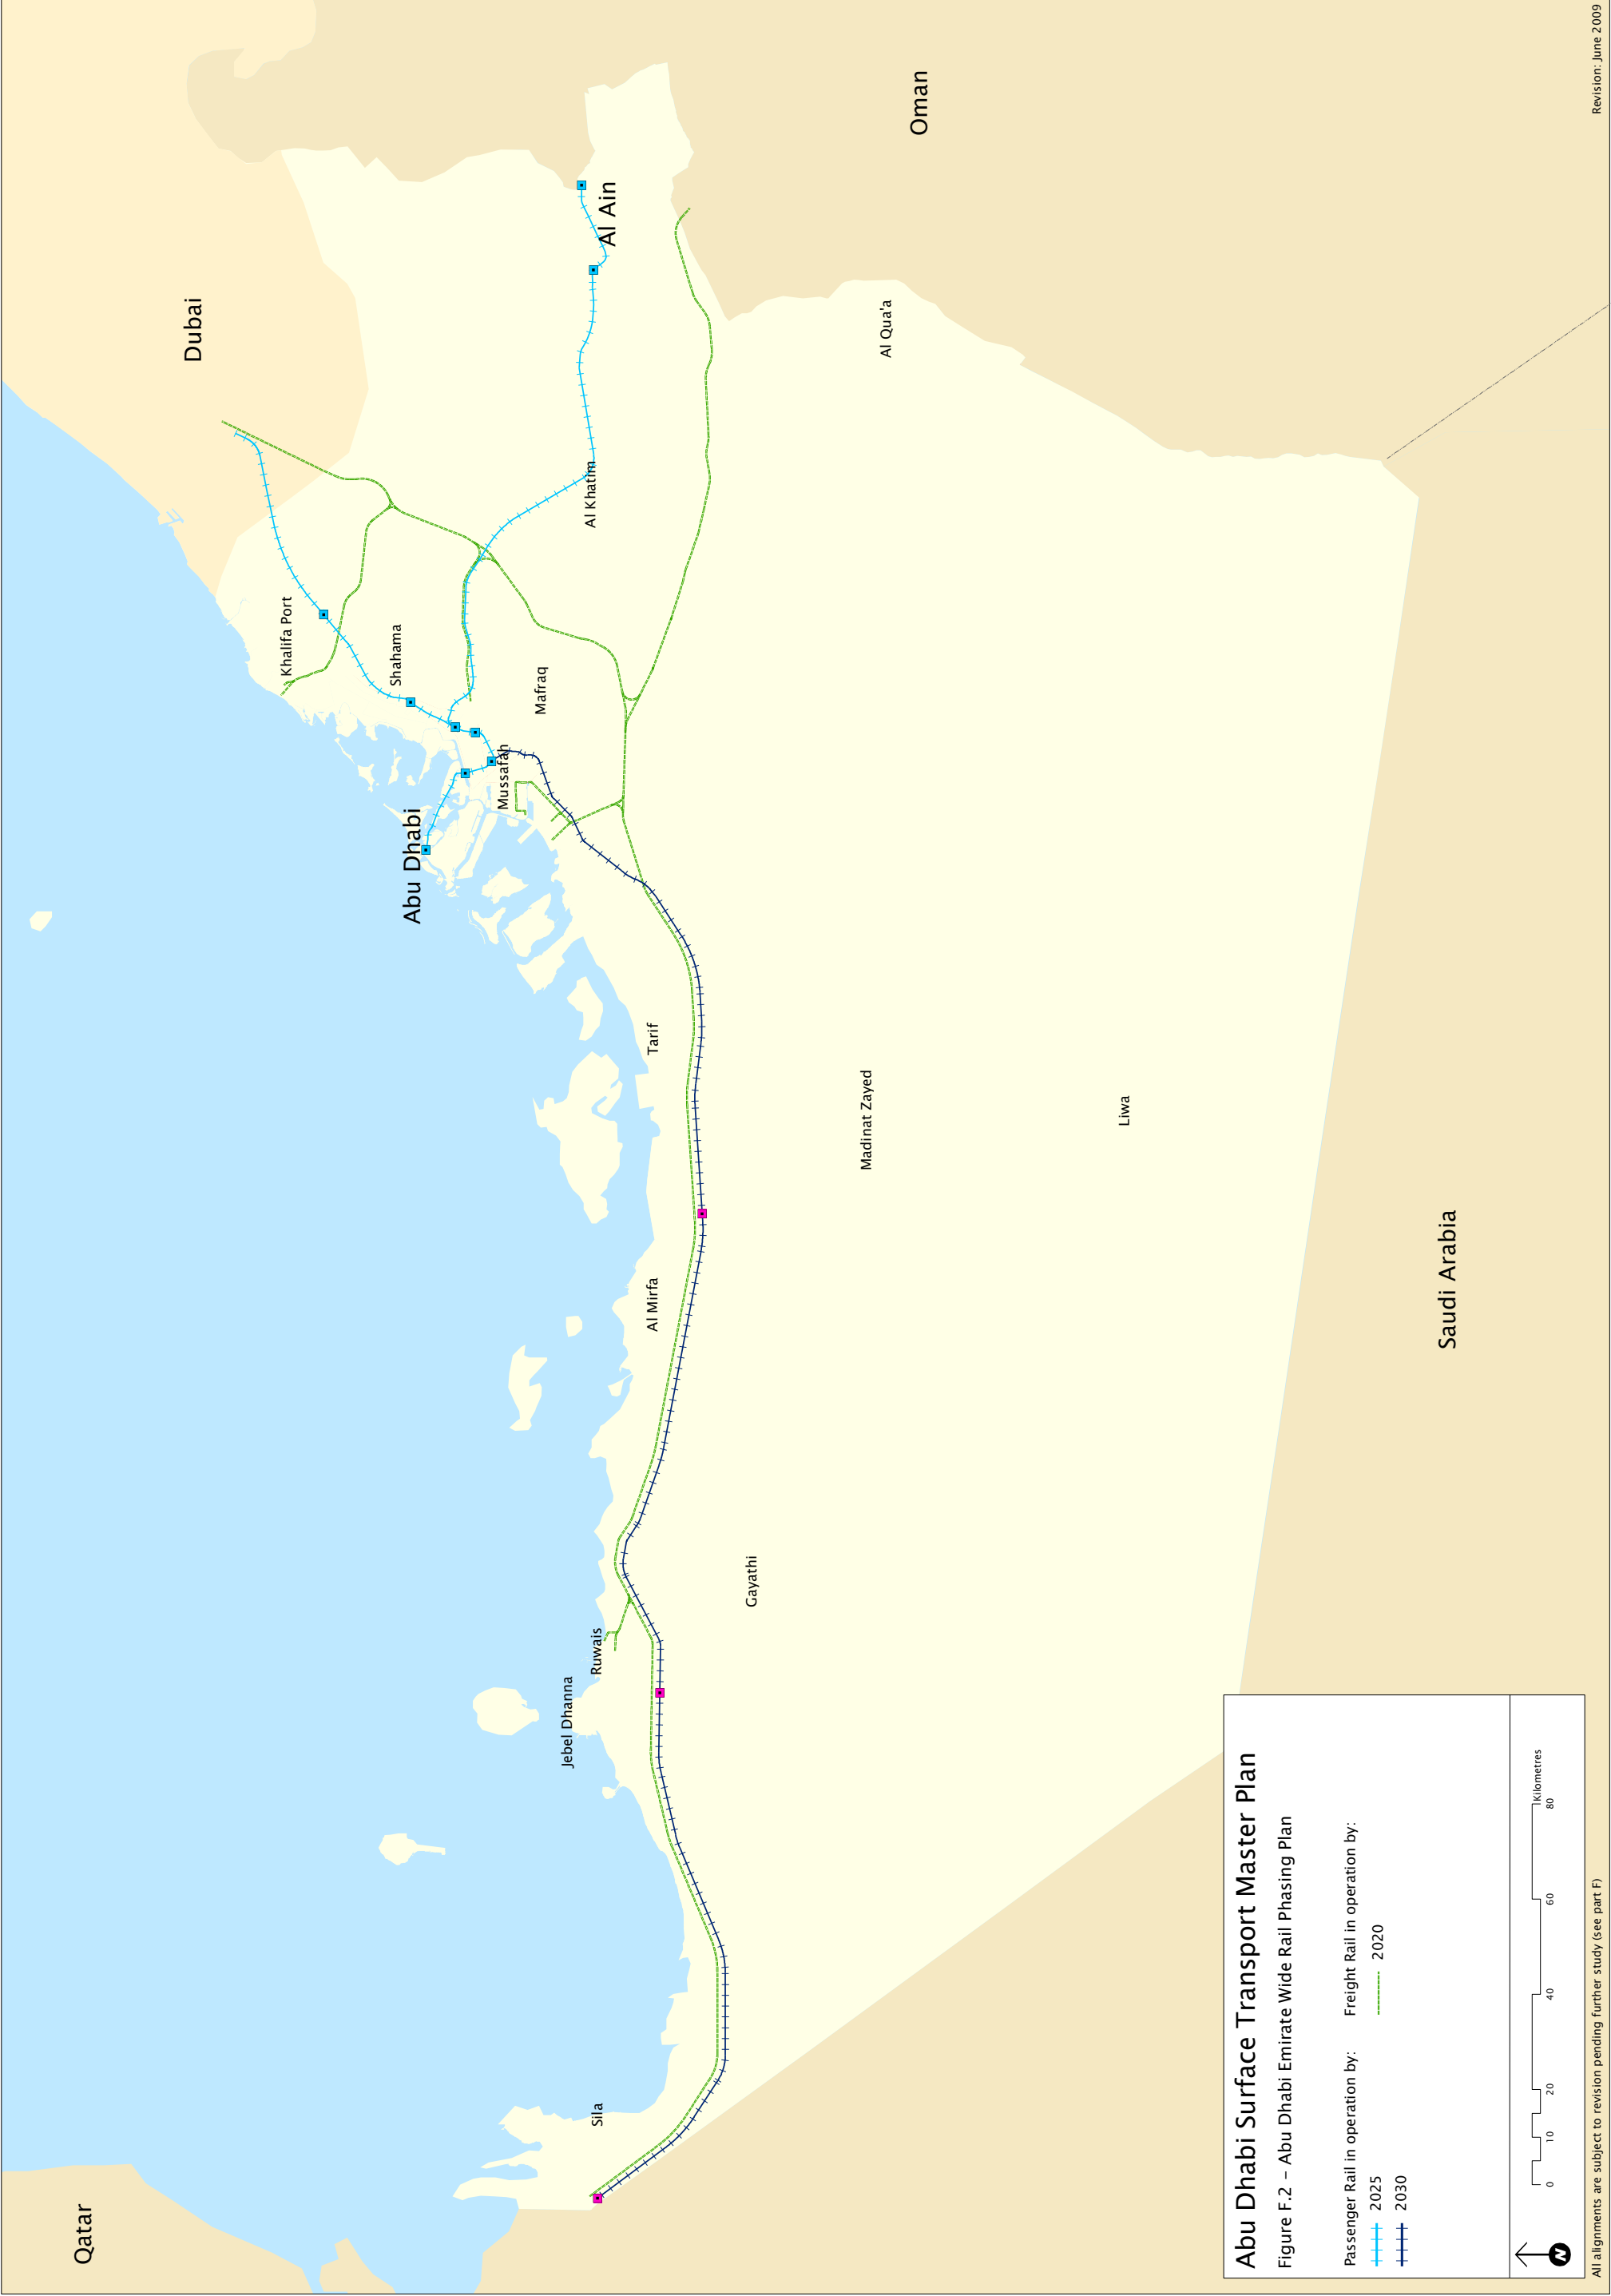 Qatar
Dubai
Oman
Khalifa Port
Shahama
Abu Dhabi
Mussafah
Mafraq
Al Khatim
Al Ain
Al Qua'a
Tarif
Al Mirfa
Madinat Zayed
Liwa
Jebel Dhanna
Ruwais
Gayathi
Sila
Saudi Arabia
Abu Dhabi Surface Transport Master Plan
Figure F.2 – Abu Dhabi Emirate Wide Rail Phasing Plan
Passenger Rail in operation by:
2025
2030
Freight Rail in operation by:
2020
N
0 10 20 40 60 80
Kilometres
All alignments are subject to revision pending further study (see part F)
Revision: June 2009